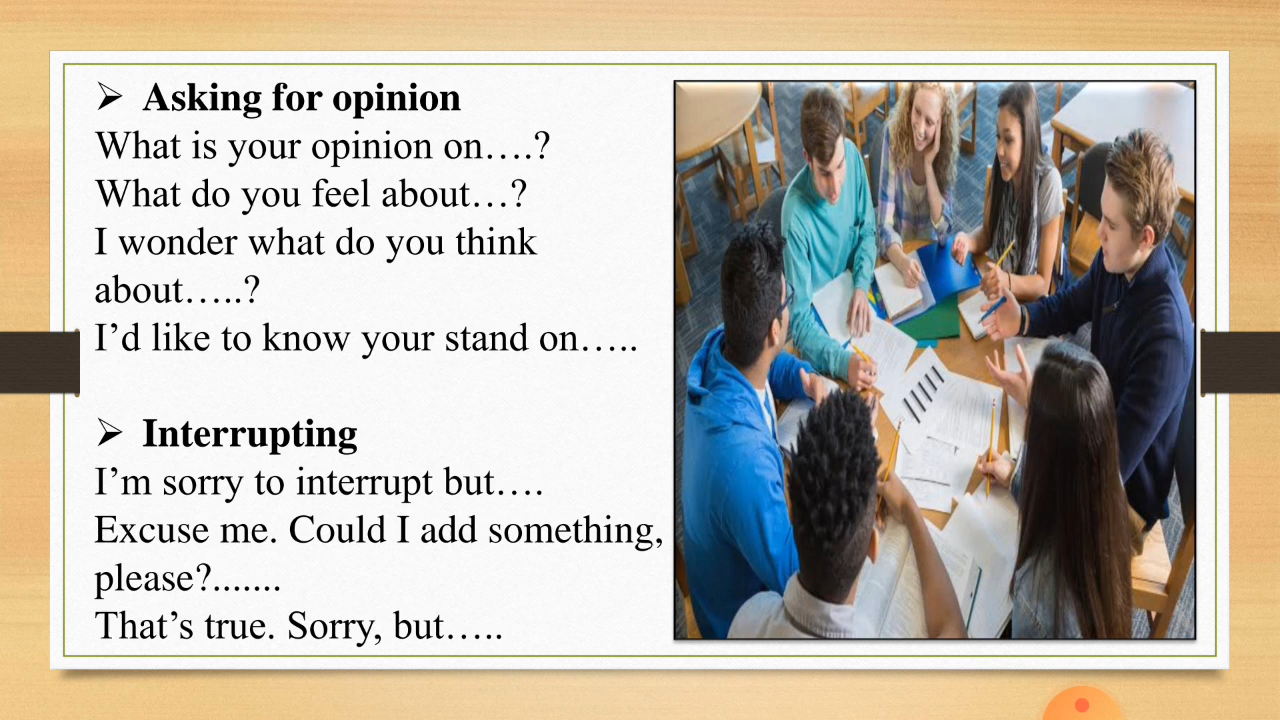 ➢ Asking for opinion
What is your opinion on….?
What do you feel about…?
I wonder what do you think
about…..?
I’d like to know your stand on…..
➢ Interrupting
I’m sorry to interrupt but….
Excuse me. Could I add something,
please?.......
That’s true. Sorry, but…..